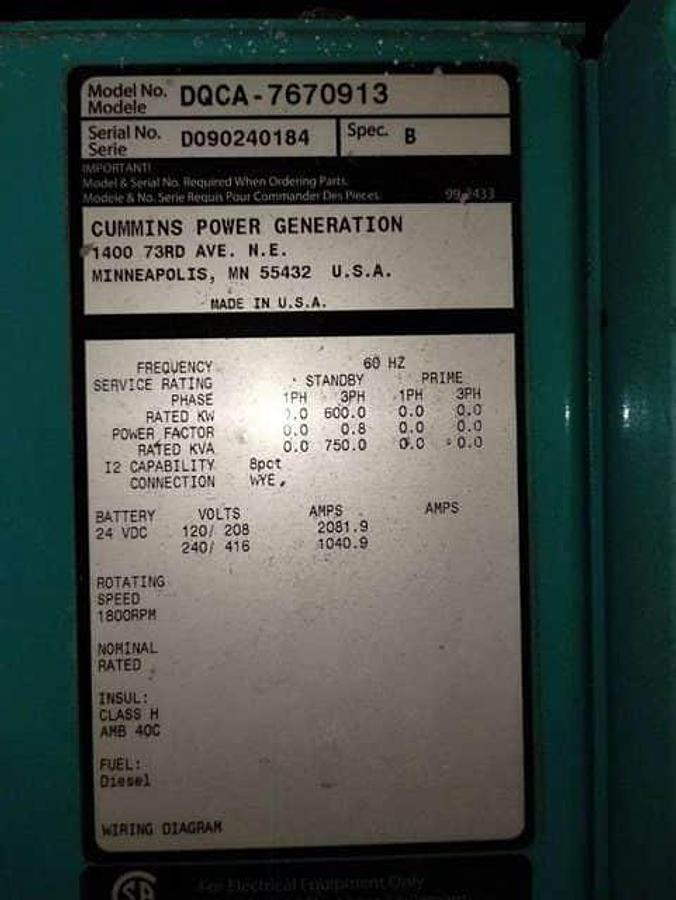 Model No. DQCA-7670913
Modele
Serial No. D090240184 Spec. B
Serie
IMPORTANT!
Model & Serial No. Required When Ordering Parts.
Modele & No. Serie Requis Pour Commander Des Pieces.
CUMMINS POWER GENERATION
1400 73RD AVE. N.E.
MINNEAPOLIS, MN 55432 U.S.A.
MADE IN U.S.A.
FREQUENCY 60 HZ
SERVICE RATING STANDBY PRIME
PHASE 1PH 3PH 1PH 3PH
RATED KW 0.0 600.0 0.0 0.0
POWER FACTOR 0.0 0.8 0.0 0.0
RATED KVA 0.0 750.0 0.0 0.0
I2 CAPABILITY 8pct
CONNECTION WYE
BATTERY VOLTS AMPS AMPS
24 VDC 120/ 208 2081.9
240/ 416 1040.9
ROTATING
SPEED
1800RPM
NOMINAL
RATED
INSUL:
CLASS H
AMB 40C
FUEL:
Diesel
WIRING DIAGRAM
For Electrical Equipment Only